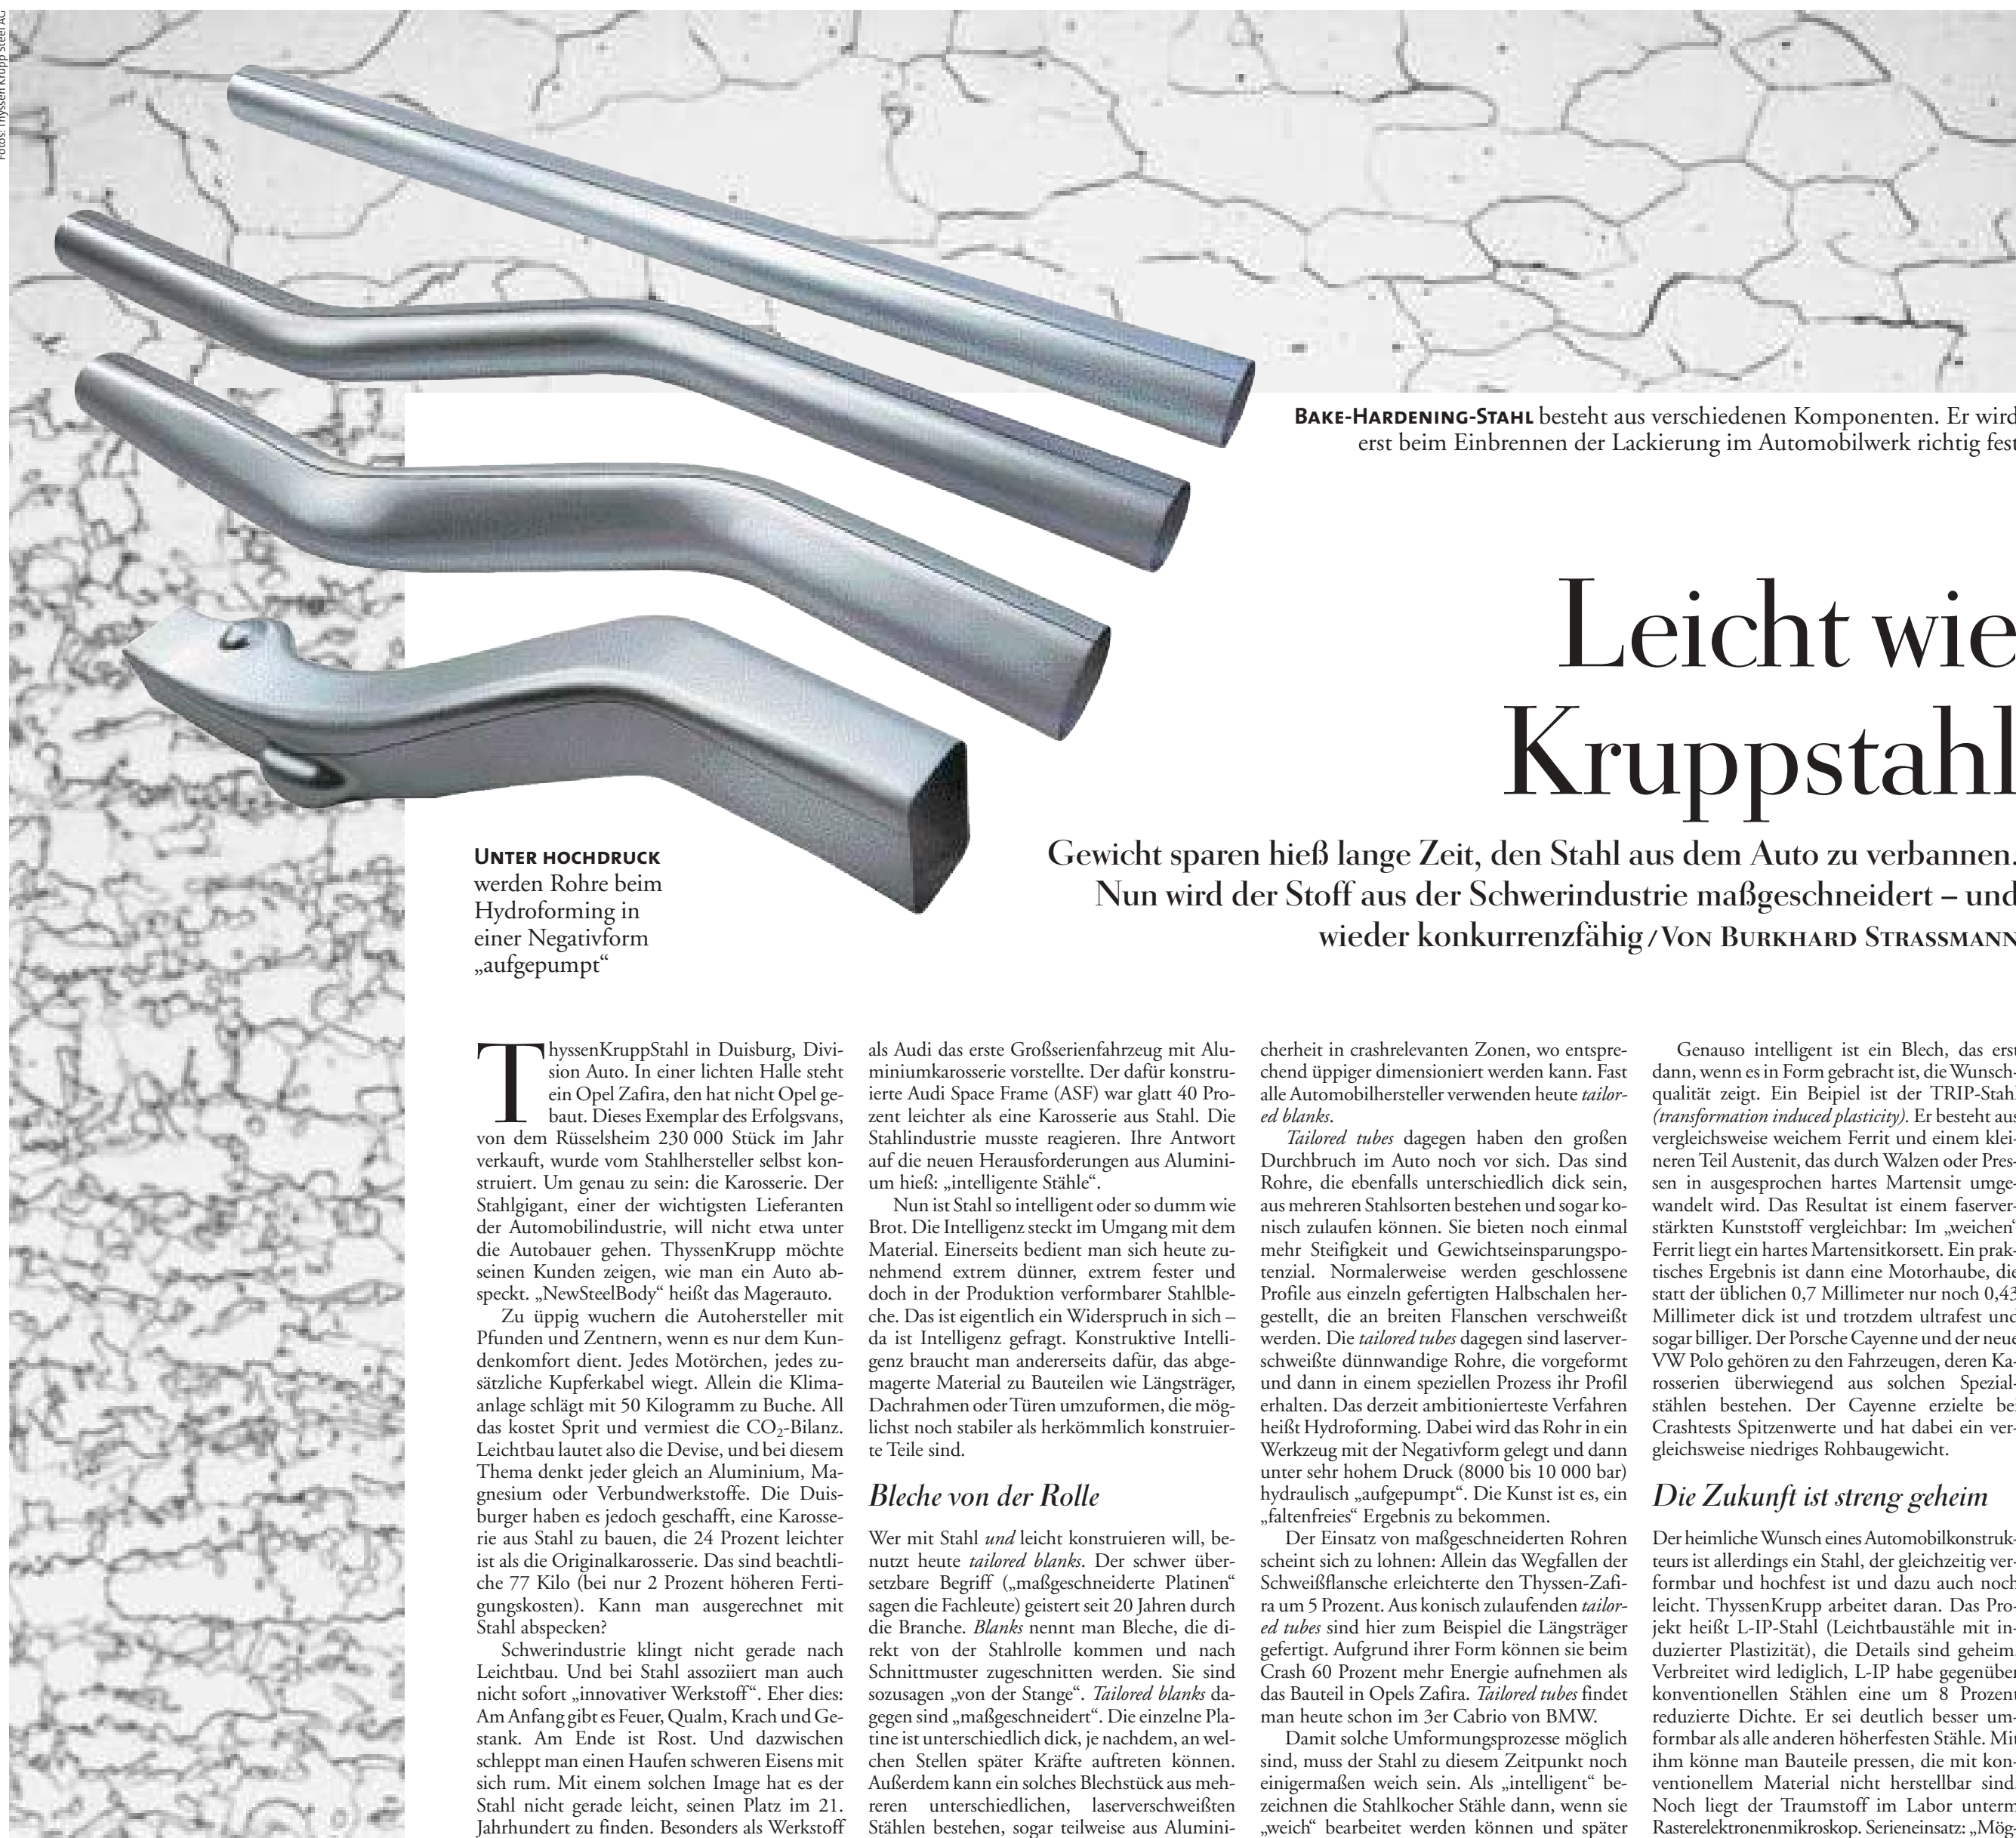 Fotos: Thyssen Krupp Steel AG
BAKE-HARDENING-STAHL besteht aus verschiedenen Komponenten. Er wird
erst beim Einbrennen der Lackierung im Automobilwerk richtig fest
Leicht wie
Kruppstahl
Gewicht sparen hieß lange Zeit, den Stahl aus dem Auto zu verbannen.
Nun wird der Stoff aus der Schwerindustrie maßgeschneidert – und
wieder konkurrenzfähig / VON BURKHARD STRASSMANN
UNTER HOCHDRUCK
werden Rohre beim
Hydroforming in
einer Negativform
„aufgepumpt“
ThyssenKruppStahl in Duisburg, Divi-
sion Auto. In einer lichten Halle steht
ein Opel Zafira, den hat nicht Opel ge-
baut. Dieses Exemplar des Erfolgsvans,
von dem Rüsselsheim 230 000 Stück im Jahr
verkauft, wurde vom Stahlhersteller selbst kon-
struiert. Um genau zu sein: die Karosserie. Der
Stahlgigant, einer der wichtigsten Lieferanten
der Automobilindustrie, will nicht etwa unter
die Autobauer gehen. ThyssenKrupp möchte
seinen Kunden zeigen, wie man ein Auto ab-
speckt. „NewSteelBody“ heißt das Magerauto.
Zu üppig wuchern die Autohersteller mit
Pfunden und Zentnern, wenn es nur dem Kun-
denkomfort dient. Jedes Motörchen, jedes zu-
sätzliche Kupferkabel wiegt. Allein die Klima-
anlage schlägt mit 50 Kilogramm zu Buche. All
das kostet Sprit und vermiest die CO₂-Bilanz.
Leichtbau lautet also die Devise, und bei diesem
Thema denkt jeder gleich an Aluminium, Ma-
gnesium oder Verbundwerkstoffe. Die Duis-
burger haben es jedoch geschafft, eine Karosse-
rie aus Stahl zu bauen, die 24 Prozent leichter
ist als die Originalkarosserie. Das sind beachtli-
che 77 Kilo (bei nur 2 Prozent höheren Ferti-
gungskosten). Kann man ausgerechnet mit
Stahl abspecken?
Schwerindustrie klingt nicht gerade nach
Leichtbau. Und bei Stahl assoziiert man auch
nicht sofort „innovativer Werkstoff“. Eher dies:
Am Anfang gibt es Feuer, Qualm, Krach und Ge-
stank. Am Ende ist Rost. Und dazwischen
schleppt man einen Haufen schweren Eisens mit
sich rum. Mit einem solchen Image hat es der
Stahl nicht gerade leicht, seinen Platz im 21.
Jahrhundert zu finden. Besonders als Werkstoff
als Audi das erste Großserienfahrzeug mit Alu-
miniumkarosserie vorstellte. Der dafür konstru-
ierte Audi Space Frame (ASF) war glatt 40 Pro-
zent leichter als eine Karosserie aus Stahl. Die
Stahlindustrie musste reagieren. Ihre Antwort
auf die neuen Herausforderungen aus Alumini-
um hieß: „intelligente Stähle“.
Nun ist Stahl so intelligent oder so dumm wie
Brot. Die Intelligenz steckt im Umgang mit dem
Material. Einerseits bedient man sich heute zu-
nehmend extrem dünner, extrem fester und
doch in der Produktion verformbarer Stahlble-
che. Das ist eigentlich ein Widerspruch in sich –
da ist Intelligenz gefragt. Konstruktive Intelli-
genz braucht man andererseits dafür, das abge-
magerte Material zu Bauteilen wie Längsträger,
Dachrahmen oder Türen umzuformen, die mög-
lichst noch stabiler als herkömmlich konstruier-
te Teile sind.
Bleche von der Rolle
Wer mit Stahl und leicht konstruieren will, be-
nutzt heute tailored blanks. Der schwer über-
setzbare Begriff („maßgeschneiderte Platinen“
sagen die Fachleute) geistert seit 20 Jahren durch
die Branche. Blanks nennt man Bleche, die di-
rekt von der Stahlrolle kommen und nach
Schnittmuster zugeschnitten werden. Sie sind
sozusagen „von der Stange“. Tailored blanks da-
gegen sind „maßgeschneidert“. Die einzelne Pla-
tine ist unterschiedlich dick, je nachdem, an wel-
chen Stellen später Kräfte auftreten können.
Außerdem kann ein solches Blechstück aus meh-
reren unterschiedlichen, laserverschweißten
Stählen bestehen, sogar teilweise aus Alumini-
cherheit in crashrelevanten Zonen, wo entspre-
chend üppiger dimensioniert werden kann. Fast
alle Automobilhersteller verwenden heute tailor-
ed blanks.
Tailored tubes dagegen haben den großen
Durchbruch im Auto noch vor sich. Das sind
Rohre, die ebenfalls unterschiedlich dick sein,
aus mehreren Stahlsorten bestehen und sogar ko-
nisch zulaufen können. Sie bieten noch einmal
mehr Steifigkeit und Gewichtseinsparungspo-
tenzial. Normalerweise werden geschlossene
Profile aus einzeln gefertigten Halbschalen her-
gestellt, die an breiten Flanschen verschweißt
werden. Die tailored tubes dagegen sind laserver-
schweißte dünnwandige Rohre, die vorgeformt
und dann in einem speziellen Prozess ihr Profil
erhalten. Das derzeit ambitionierteste Verfahren
heißt Hydroforming. Dabei wird das Rohr in ein
Werkzeug mit der Negativform gelegt und dann
unter sehr hohem Druck (8000 bis 10 000 bar)
hydraulisch „aufgepumpt“. Die Kunst ist es, ein
„faltenfreies“ Ergebnis zu bekommen.
Der Einsatz von maßgeschneiderten Rohren
scheint sich zu lohnen: Allein das Wegfallen der
Schweißflansche erleichterte den Thyssen-Zafi-
ra um 5 Prozent. Aus konisch zulaufenden tailor-
ed tubes sind hier zum Beispiel die Längsträger
gefertigt. Aufgrund ihrer Form können sie beim
Crash 60 Prozent mehr Energie aufnehmen als
das Bauteil in Opels Zafira. Tailored tubes findet
man heute schon im 3er Cabrio von BMW.
Damit solche Umformungsprozesse möglich
sind, muss der Stahl zu diesem Zeitpunkt noch
einigermaßen weich sein. Als „intelligent“ be-
zeichnen die Stahlkocher Stähle dann, wenn sie
„weich“ bearbeitet werden können und später
Genauso intelligent ist ein Blech, das erst
dann, wenn es in Form gebracht ist, die Wunsch-
qualität zeigt. Ein Beipiel ist der TRIP-Stahl
(transformation induced plasticity). Er besteht aus
vergleichsweise weichem Ferrit und einem klei-
neren Teil Austenit, das durch Walzen oder Pres-
sen in ausgesprochen hartes Martensit umge-
wandelt wird. Das Resultat ist einem faserver-
stärkten Kunststoff vergleichbar: Im „weichen“
Ferrit liegt ein hartes Martensitkorsett. Ein prak-
tisches Ergebnis ist dann eine Motorhaube, die
statt der üblichen 0,7 Millimeter nur noch 0,43
Millimeter dick ist und trotzdem ultrafest und
sogar billiger. Der Porsche Cayenne und der neue
VW Polo gehören zu den Fahrzeugen, deren Ka-
rosserien überwiegend aus solchen Spezial-
stählen bestehen. Der Cayenne erzielte bei
Crashtests Spitzenwerte und hat dabei ein ver-
gleichsweise niedriges Rohbaugewicht.
Die Zukunft ist streng geheim
Der heimliche Wunsch eines Automobilkonstruk-
teurs ist allerdings ein Stahl, der gleichzeitig ver-
formbar und hochfest ist und dazu auch noch
leicht. ThyssenKrupp arbeitet daran. Das Pro-
jekt heißt L-IP-Stahl (Leichtbaustähle mit in-
duzierter Plastizität), die Details sind geheim.
Verbreitet wird lediglich, L-IP habe gegenüber
konventionellen Stählen eine um 8 Prozent
reduzierte Dichte. Er sei deutlich besser um-
formbar als alle anderen höherfesten Stähle. Mit
ihm könne man Bauteile pressen, die mit kon-
ventionellem Material nicht herstellbar sind.
Noch liegt der Traumstoff im Labor unterm
Rasterelektronenmikroskop. Serieneinsatz: „Mög-